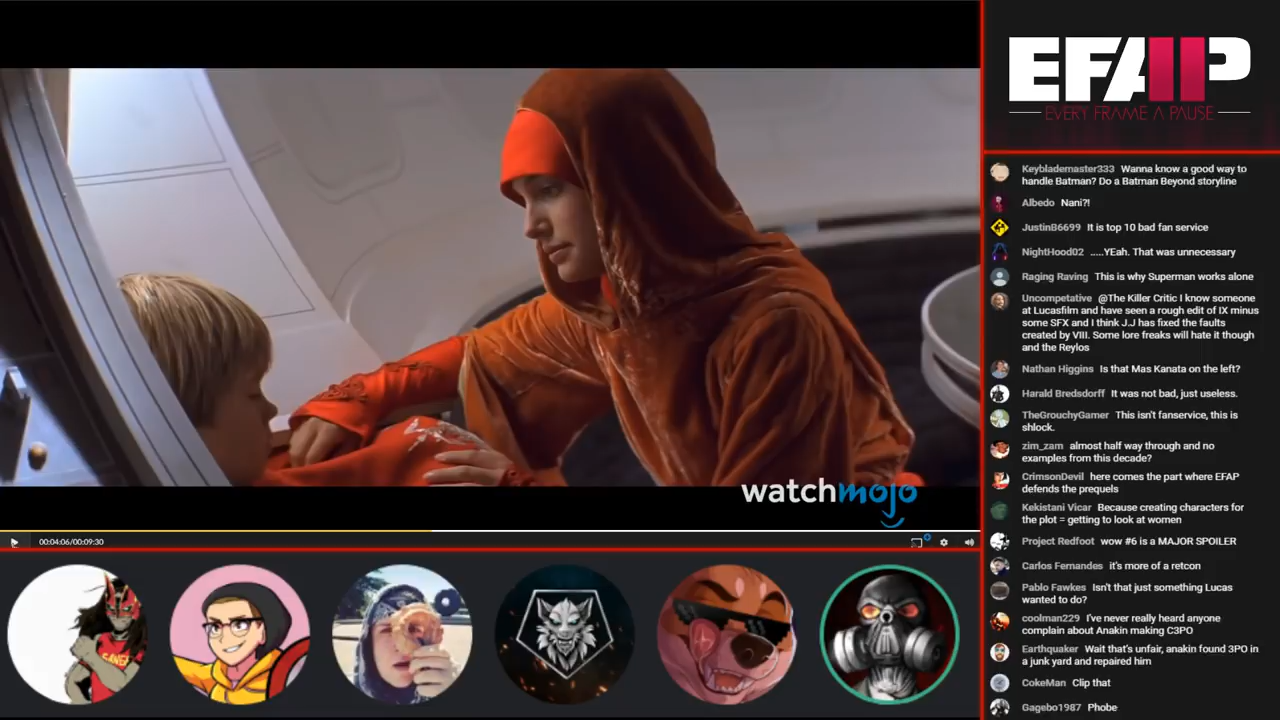 EFAP
EVERY FRAME A PAUSE
Keyblademaster333 Wanna know a good way to
handle Batman? Do a Batman Beyond storyline
Albedo Nani?!
JustinB6699 It is top 10 bad fan service
NightHood02 .....YEah. That was unnecessary
Raging Raving This is why Superman works alone
Uncompetative @The Killer Critic I know someone
at Lucasfilm and have seen a rough edit of IX minus
some SFX and I think J.J has fixed the faults
created by VIII. Some lore freaks will hate it though
and the Reylos
Nathan Higgins Is that Mas Kanata on the left?
Harald Bredsdorff It was not bad, just useless.
TheGrouchyGamer This isn't fanservice, this is
shlock.
zim_zam almost half way through and no
examples from this decade?
CrimsonDevil here comes the part where EFAP
defends the prequels
Kekistani Vicar Because creating characters for
the plot = getting to look at women
Project Redfoot wow #6 is a MAJOR SPOILER
Carlos Fernandes it's more of a retcon
Pablo Fawkes Isn't that just something Lucas
wanted to do?
coolman229 I've never really heard anyone
complain about Anakin making C3PO
Earthquaker Wait that's unfair, anakin found 3PO in
a junk yard and repaired him
CokeMan Clip that
Gagebo1987 Phobe
watchmojo
00:04:06/00:09:30